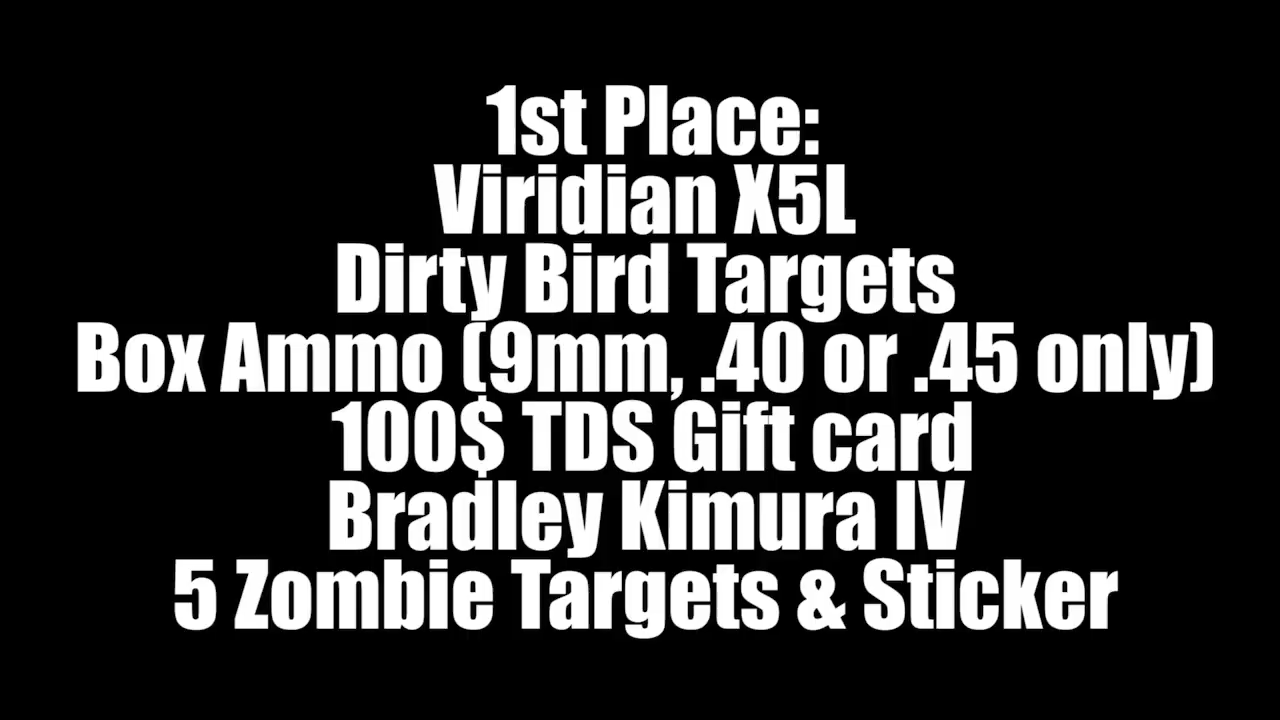 1st Place:
Viridian X5L
Dirty Bird Targets
Box Ammo (9mm, .40 or .45 only)
100$ TDS Gift card
Bradley Kimura IV
5 Zombie Targets & Sticker